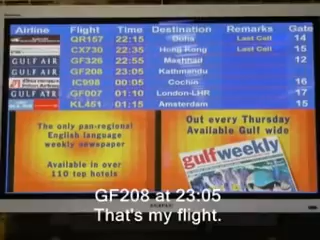 Airline Flight Time Destination Remarks Gate
QR157 22:15 Doha Last Call 14
CX730 22:35 Hong Kong Last Call 15
GULF AIR GF326 22:55 Mashhad 12
GULF AIR GF208 23:05 Kathmandu
IC998 00:05 Cochin 16
GULF AIR GF007 01:10 London-LHR 17
KL451 01:15 Amsterdam 15
The only pan-regional
English language
weekly newspaper
Available in over
110 top hotels
Out every Thursday
Available Gulf wide
gulfweekly
GF208 at 23:05
That's my flight.